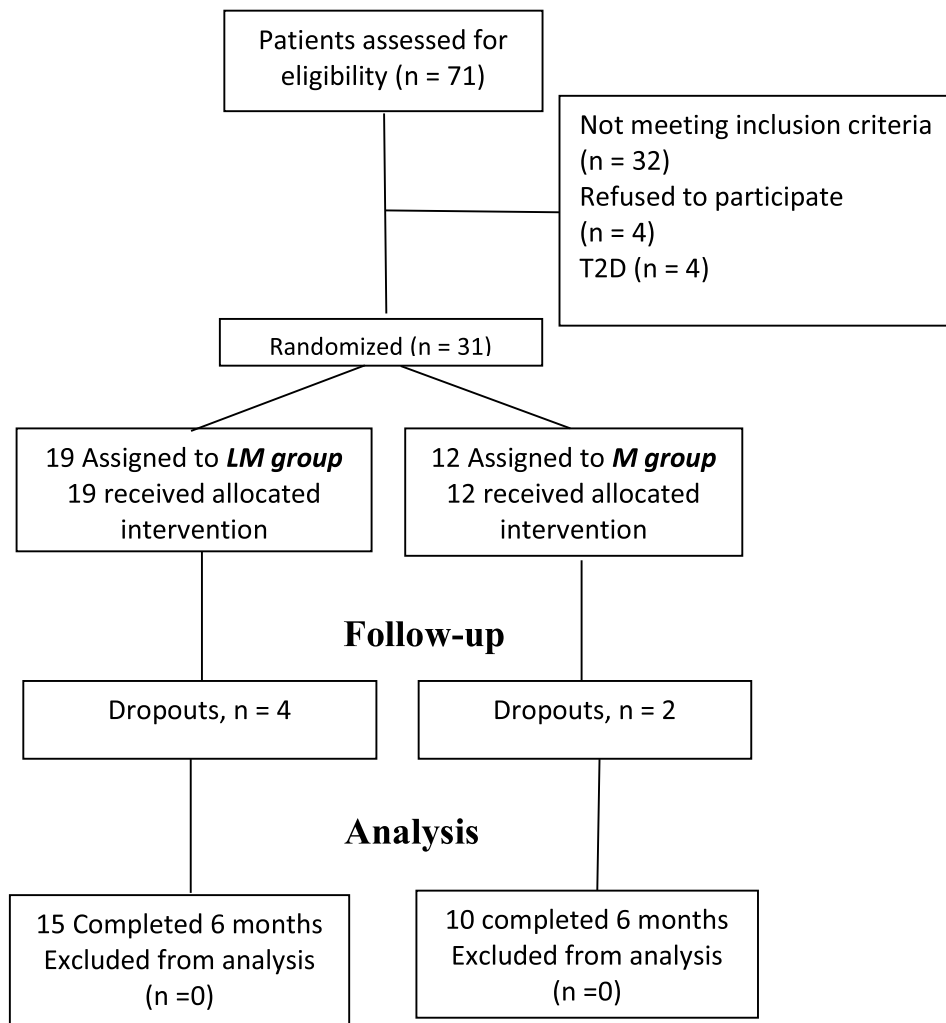 Patients assessed for
eligibility (n = 71)
Not meeting inclusion criteria
(n = 32)
Refused to participate
(n = 4)
T2D (n = 4)
Randomized (n = 31)
19 Assigned to LM group
19 received allocated
intervention
12 Assigned to M group
12 received allocated
intervention
Follow-up
Dropouts, n = 4
Dropouts, n = 2
Analysis
15 Completed 6 months
Excluded from analysis
(n =0)
10 completed 6 months
Excluded from analysis
(n =0)